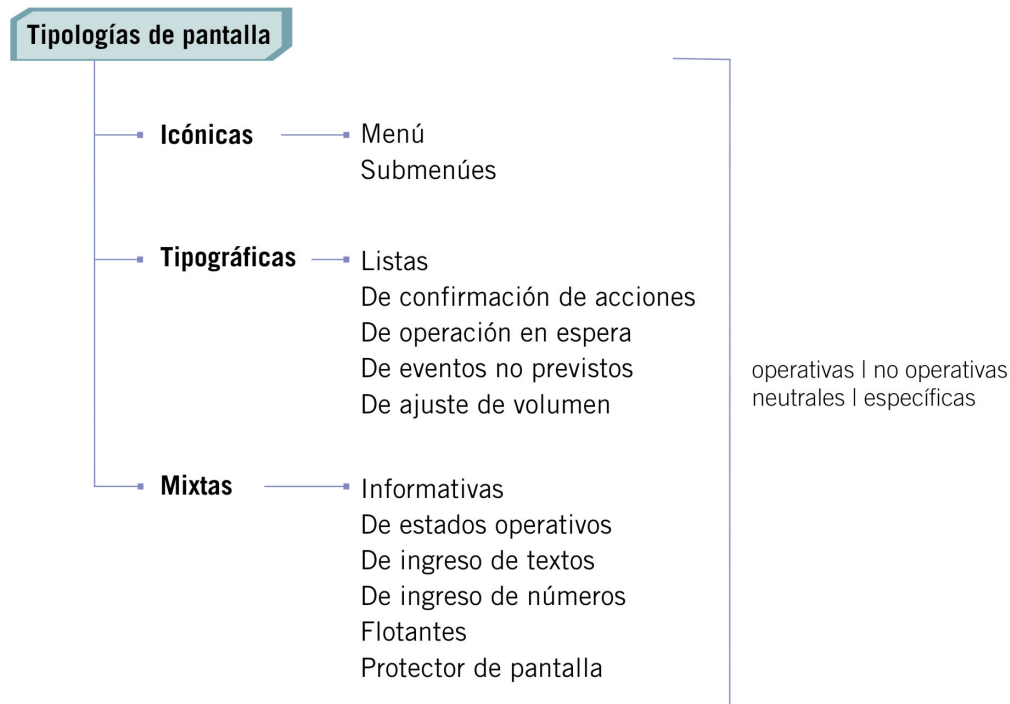 Tipologías de pantalla
Icónicas
Menú
Submenúes
Tipográficas
Listas
De confirmación de acciones
De operación en espera
De eventos no previstos
De ajuste de volumen
operativas | no operativas
neutrales | específicas
Mixtas
Informativas
De estados operativos
De ingreso de textos
De ingreso de números
Flotantes
Protector de pantalla